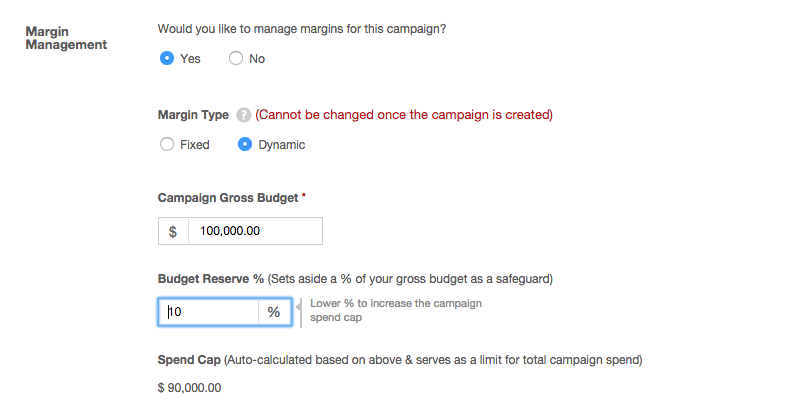 Margin
Management
Would you like to manage margins for this campaign?
Yes No
Margin Type ? (Cannot be changed once the campaign is created)
Fixed Dynamic
Campaign Gross Budget *
$ 100,000.00
Budget Reserve % (Sets aside a % of your gross budget as a safeguard)
10 %
Lower % to increase the campaign
spend cap
Spend Cap (Auto-calculated based on above & serves as a limit for total campaign spend)
$ 90,000.00